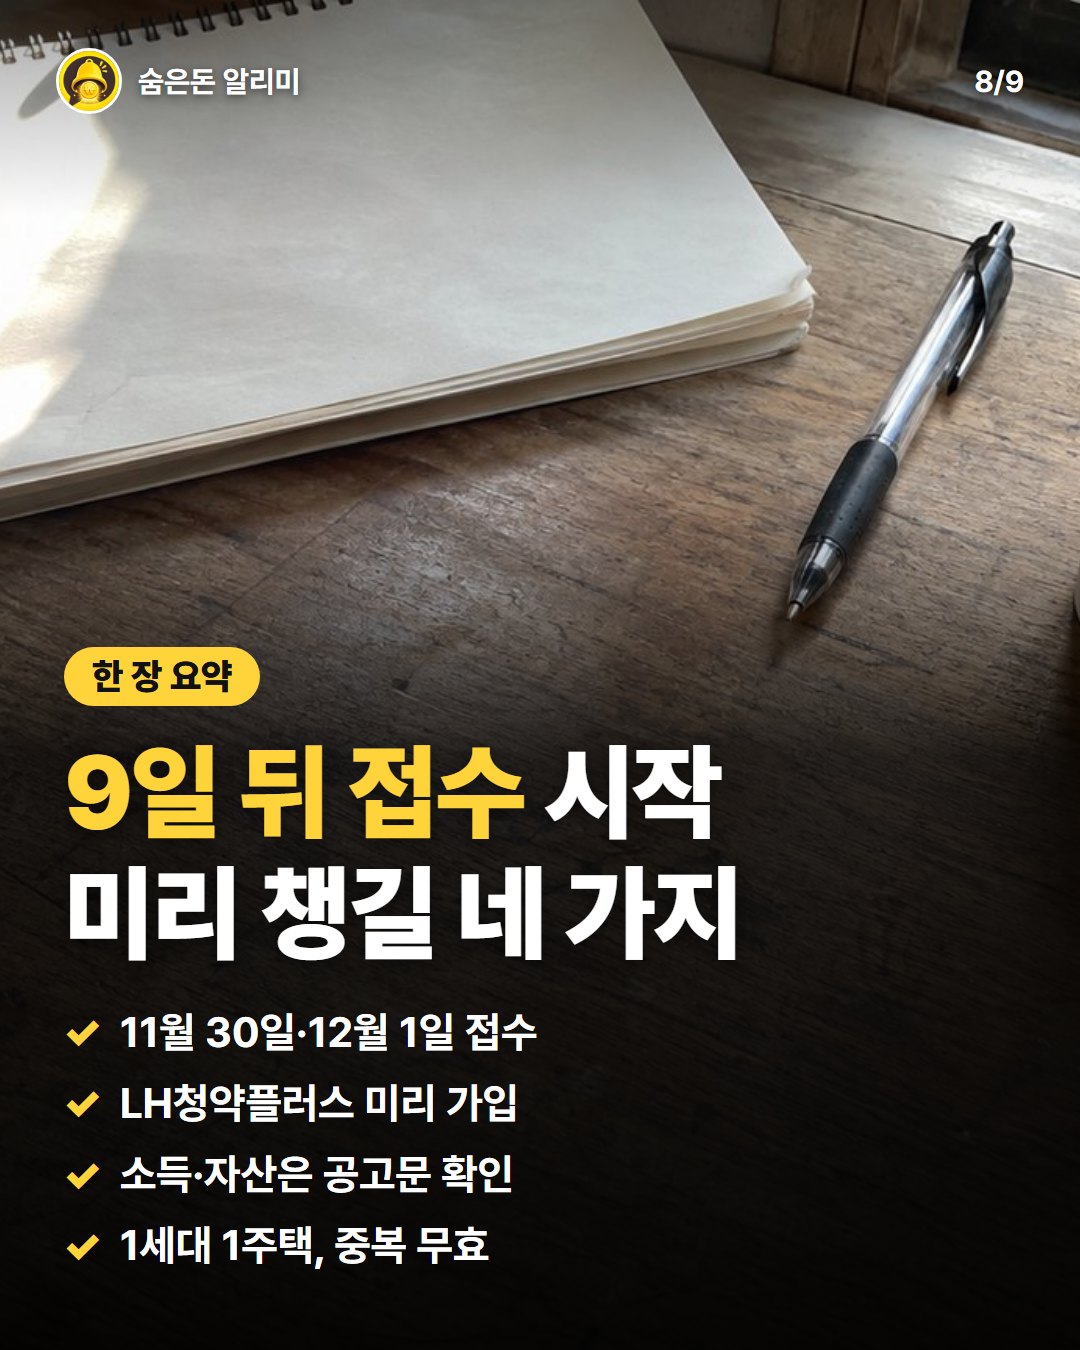 숨은돈 알리미
8/9
한 장 요약
9일 뒤 접수 시작
미리 챙길 네 가지
11월 30일·12월 1일 접수
LH청약플러스 미리 가입
소득·자산은 공고문 확인
1세대 1주택, 중복 무효